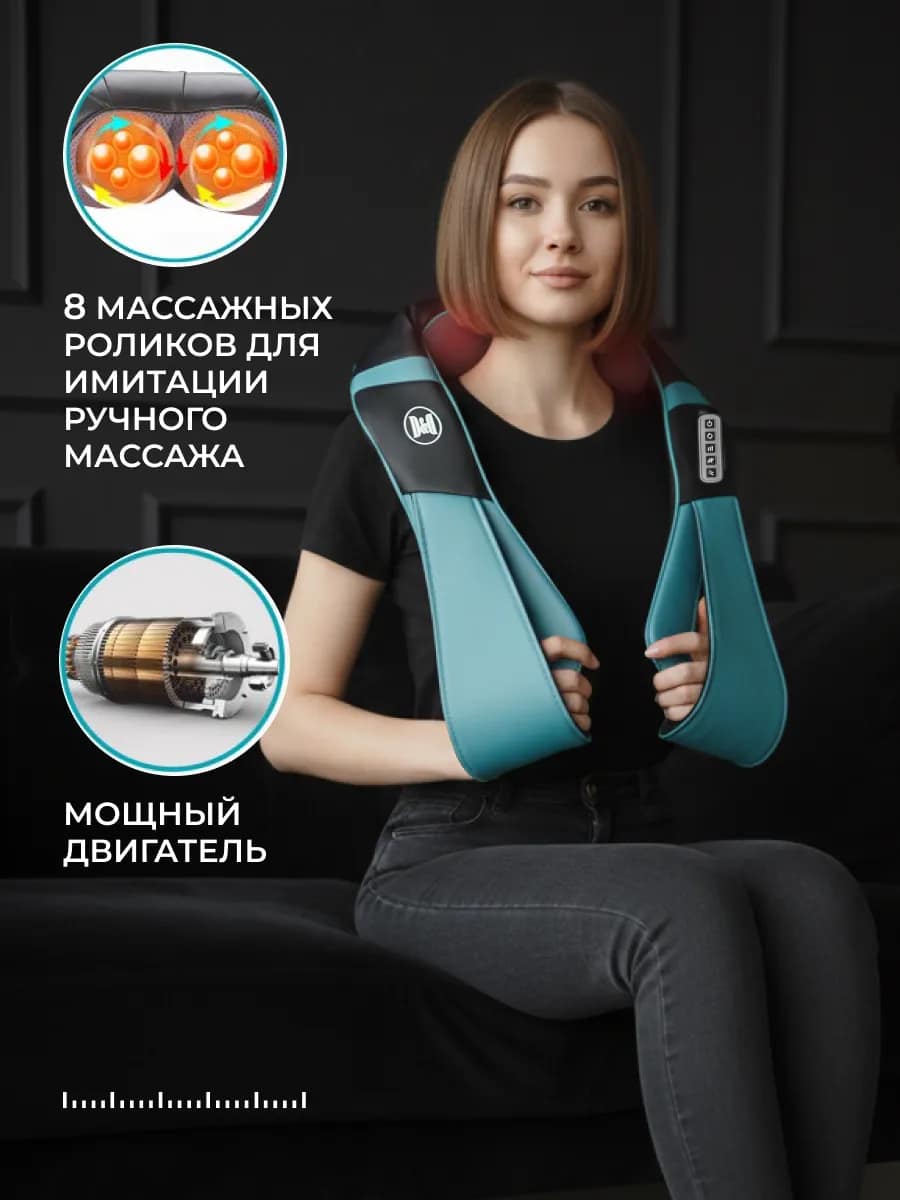 8 МАССАЖНЫХ
РОЛИКОВ ДЛЯ
ИМИТАЦИИ
РУЧНОГО
МАССАЖА
МОЩНЫЙ
ДВИГАТЕЛЬ